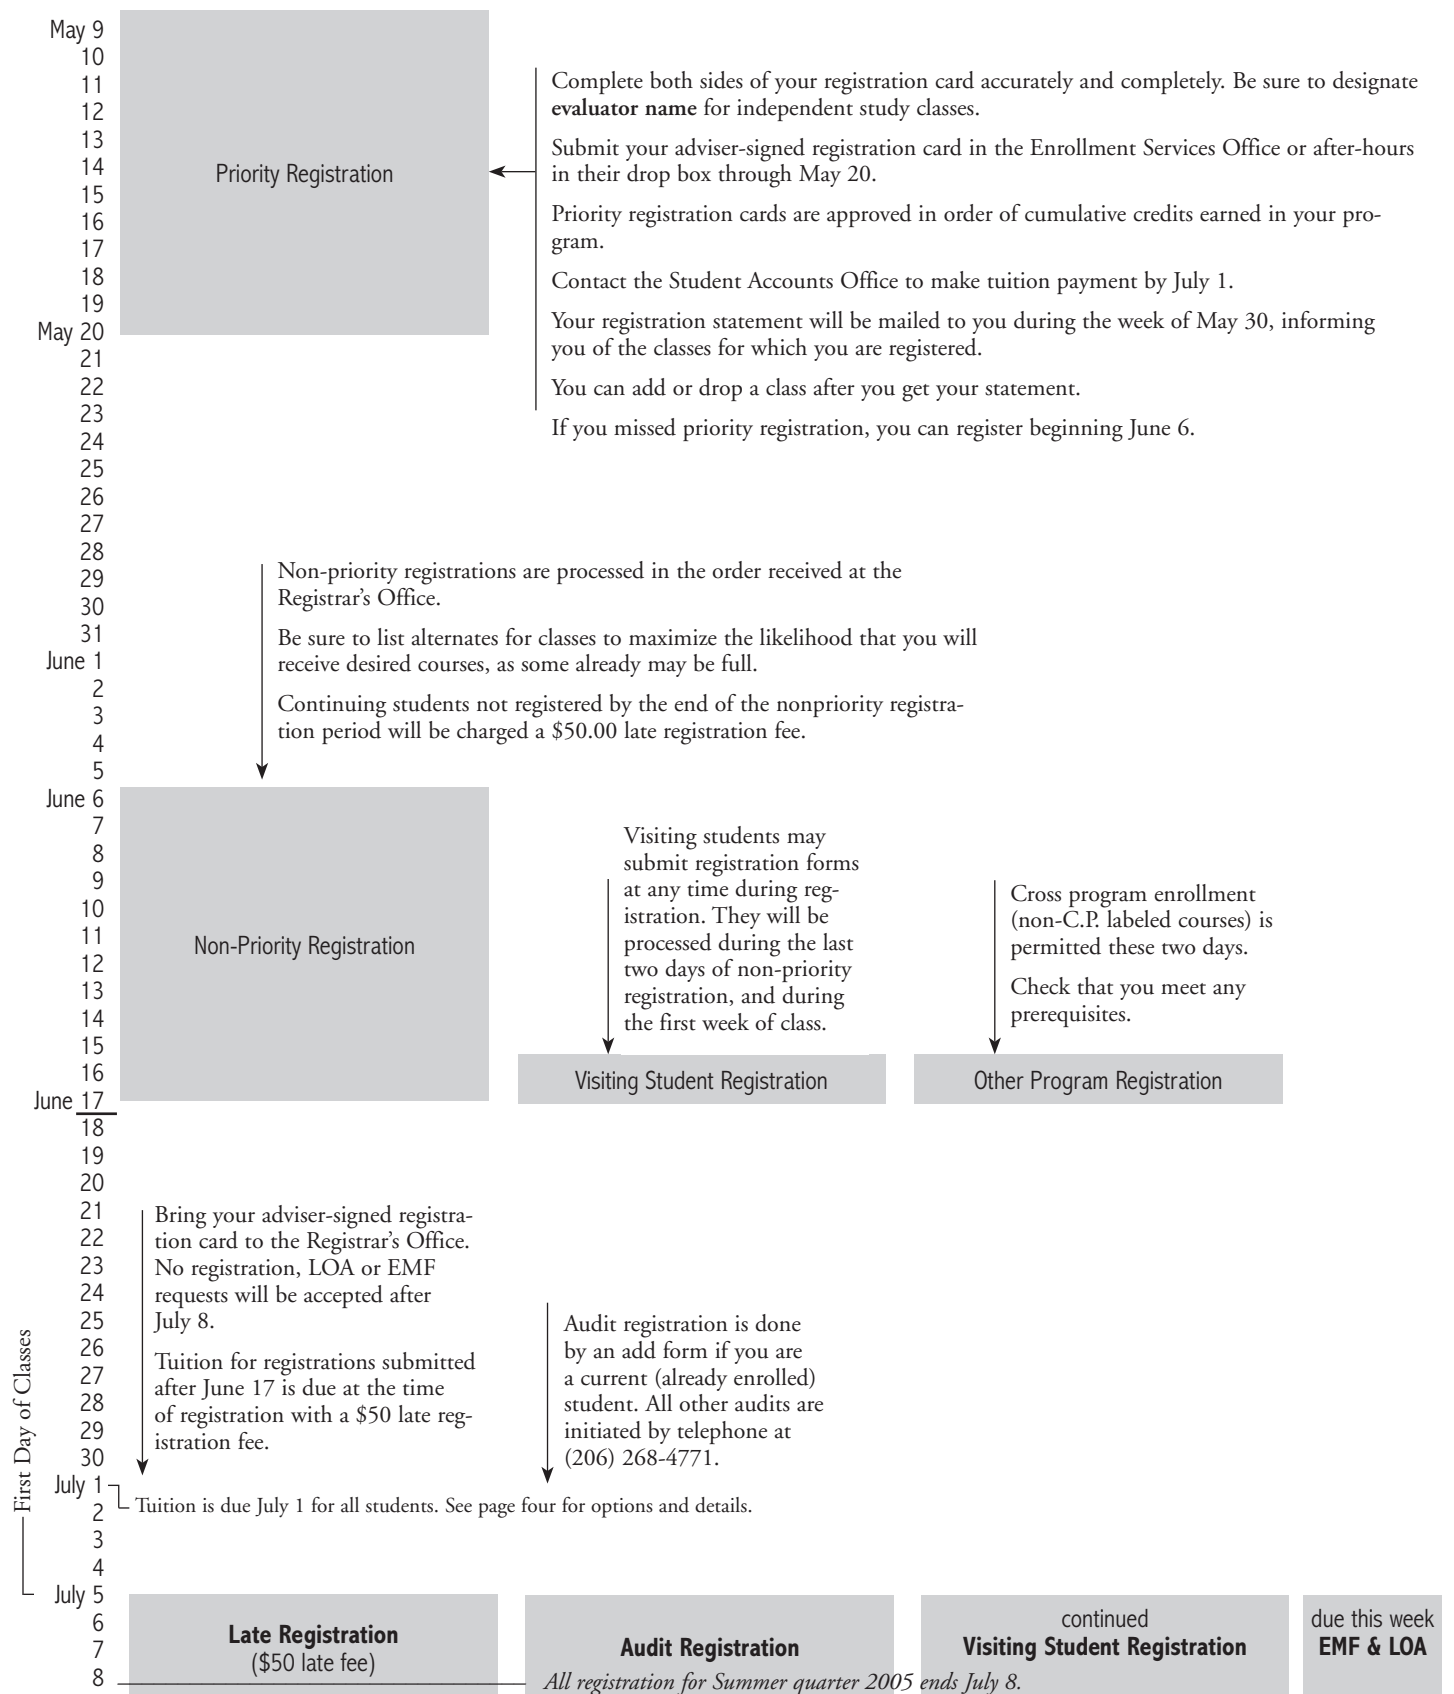 May 9
10
11
12
13
14
15
16
17
18
19
May 20
21
22
23
24
25
26
27
28
29
30
31
June 1
2
3
4
5
June 6
7
8
9
10
11
12
13
14
15
16
June 17
18
19
20
21
22
23
24
25
26
27
28
29
30
July 1
2
3
4
July 5
6
7
8
First Day of Classes
Priority Registration
Complete both sides of your registration card accurately and completely. Be sure to designate
evaluator name for independent study classes.
Submit your adviser-signed registration card in the Enrollment Services Office or after-hours
in their drop box through May 20.
Priority registration cards are approved in order of cumulative credits earned in your pro-
gram.
Contact the Student Accounts Office to make tuition payment by July 1.
Your registration statement will be mailed to you during the week of May 30, informing
you of the classes for which you are registered.
You can add or drop a class after you get your statement.
If you missed priority registration, you can register beginning June 6.
Non-priority registrations are processed in the order received at the
Registrar's Office.
Be sure to list alternates for classes to maximize the likelihood that you will
receive desired courses, as some already may be full.
Continuing students not registered by the end of the nonpriority registra-
tion period will be charged a $50.00 late registration fee.
Non-Priority Registration
Visiting students may
submit registration forms
at any time during reg-
istration. They will be
processed during the last
two days of non-priority
registration, and during
the first week of class.
Visiting Student Registration
Cross program enrollment
(non-C.P. labeled courses) is
permitted these two days.
Check that you meet any
prerequisites.
Other Program Registration
Bring your adviser-signed registra-
tion card to the Registrar's Office.
No registration, LOA or EMF
requests will be accepted after
July 8.
Tuition for registrations submitted
after June 17 is due at the time
of registration with a $50 late reg-
istration fee.
Audit registration is done
by an add form if you are
a current (already enrolled)
student. All other audits are
initiated by telephone at
(206) 268-4771.
Tuition is due July 1 for all students. See page four for options and details.
Late Registration
($50 late fee)
Audit Registration
continued
Visiting Student Registration
due this week
EMF & LOA
All registration for Summer quarter 2005 ends July 8.